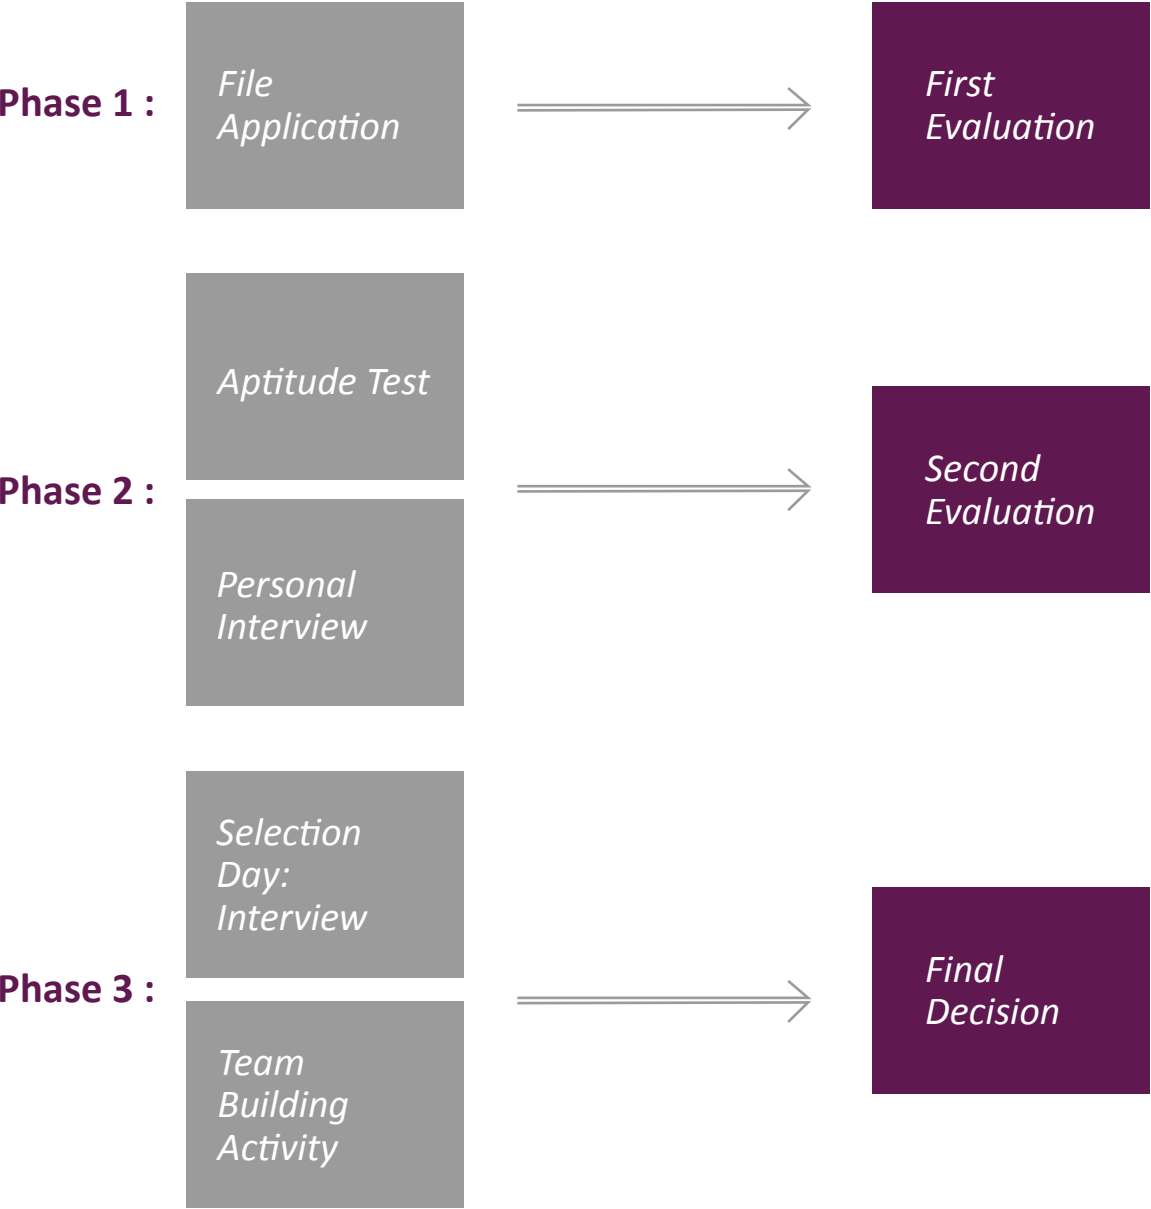 Phase 1 :
File
Application
First
Evaluation
Phase 2 :
Aptitude Test
Personal
Interview
Second
Evaluation
Phase 3 :
Selection
Day:
Interview
Team
Building
Activity
Final
Decision